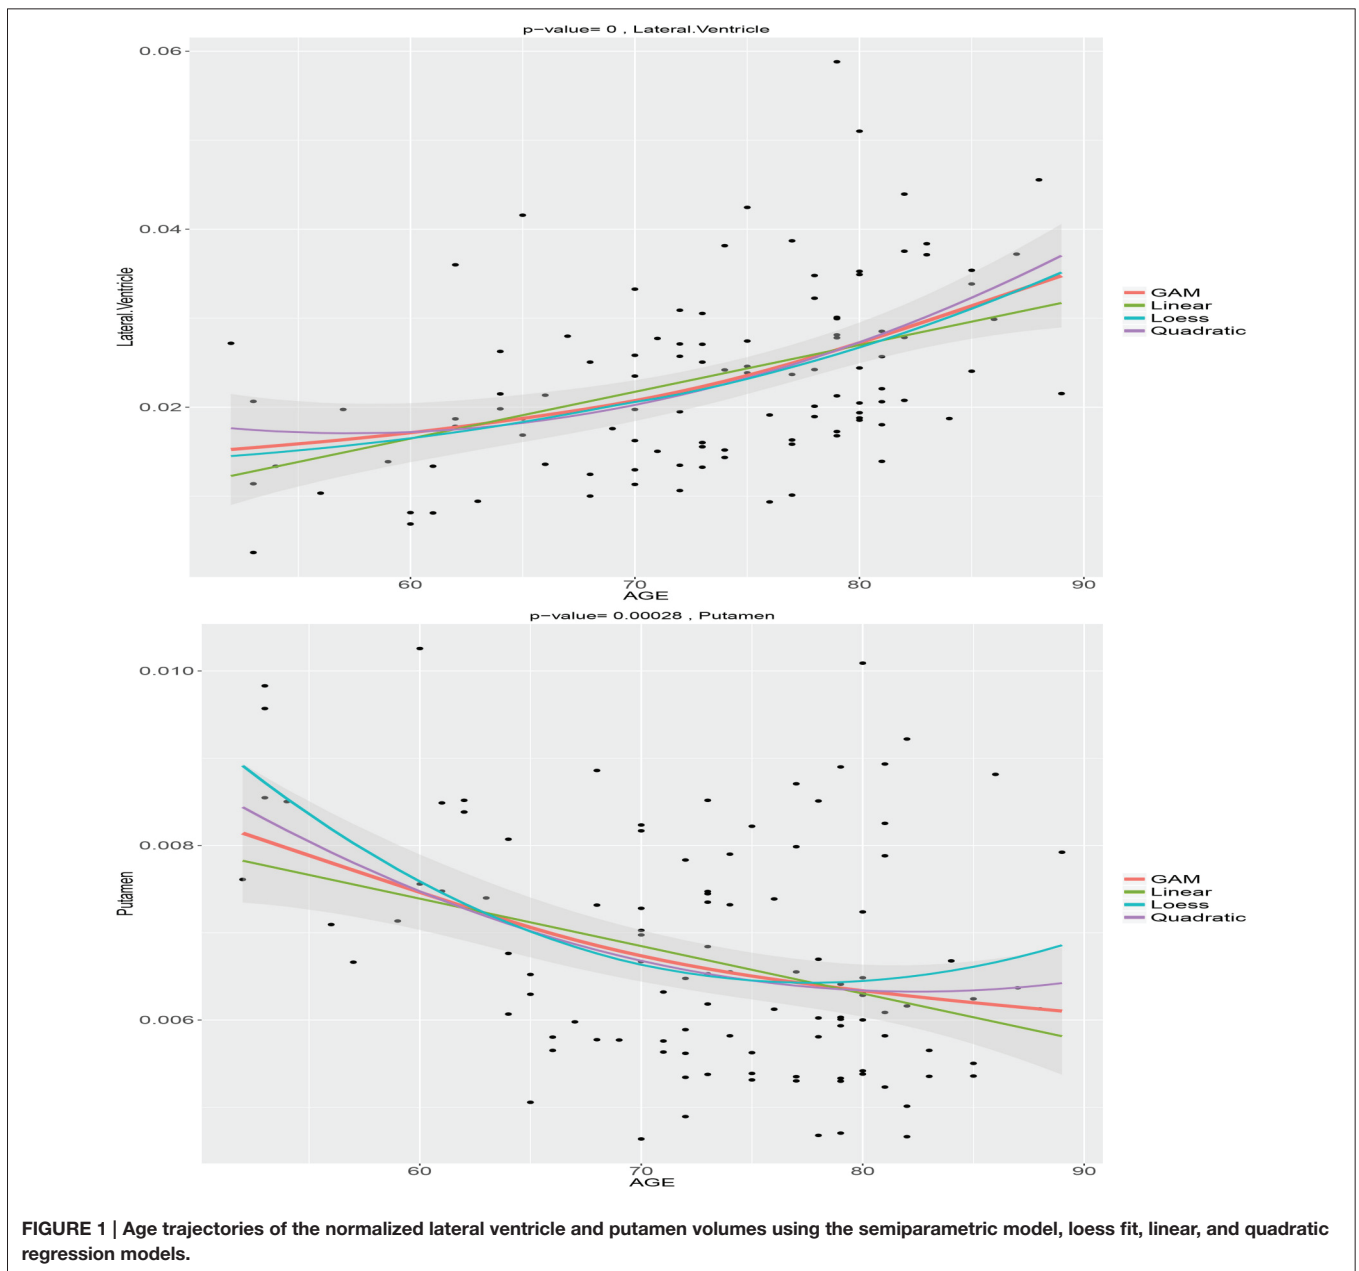 p-value= 0 , Lateral.Ventricle
0.06
0.04
0.02
Lateral.Ventricle
60
70
80
90
AGE
GAM
Linear
Loess
Quadratic
p-value= 0.00028 , Putamen
0.010
0.008
0.006
Putamen
60
70
80
90
AGE
GAM
Linear
Loess
Quadratic
FIGURE 1 | Age trajectories of the normalized lateral ventricle and putamen volumes using the semiparametric model, loess fit, linear, and quadratic
regression models.